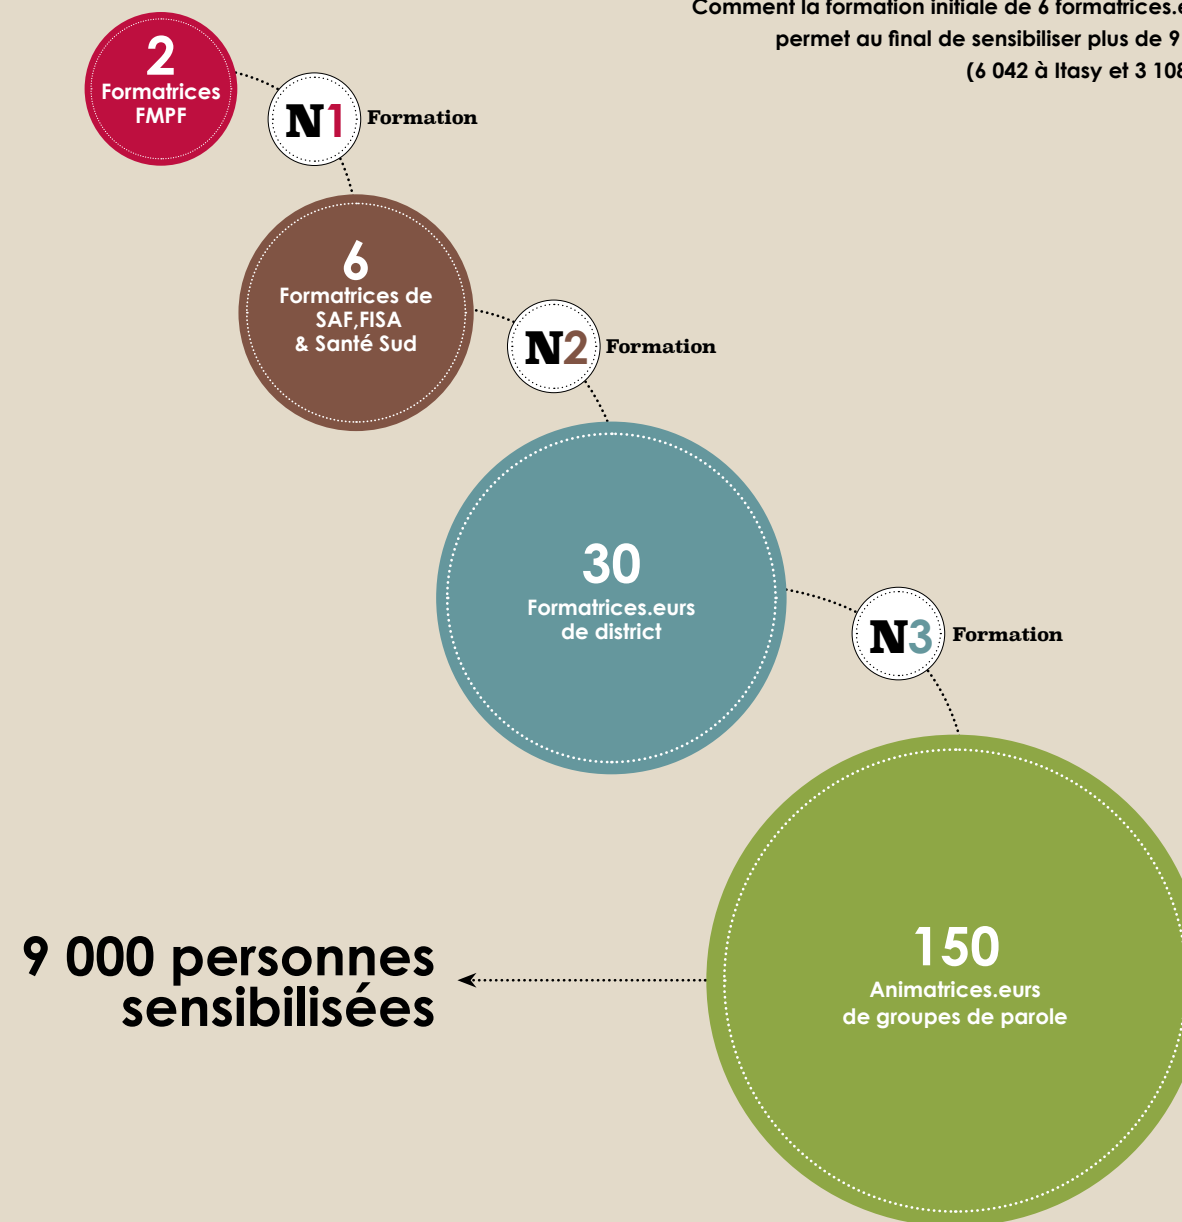 Comment la formation initiale de 6 formatrices.e
permet au final de sensibiliser plus de 9
(6 042 à Itasy et 3 108
2
Formatrices
FMPF
N1 Formation
6
Formatrices de
SAF,FISA
& Santé Sud
N2 Formation
30
Formatrices.eurs
de district
N3 Formation
150
Animatrices.eurs
de groupes de parole
9 000 personnes
sensibilisées